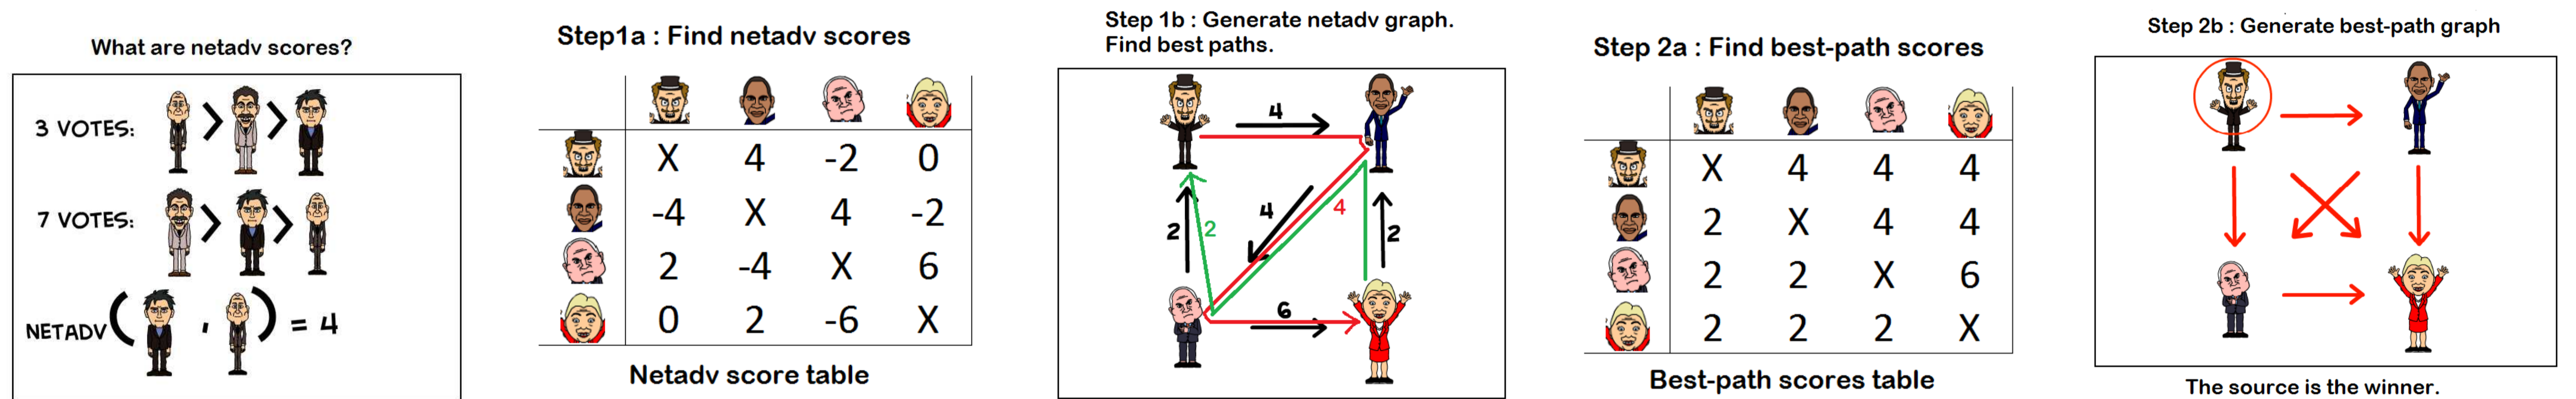 What are netadv scores?
3 VOTES: > >
7 VOTES: > >
NETADV ( , ) = 4
Step1a : Find netadv scores
X 4 -2 0
-4 X 4 -2
2 -4 X 6
0 2 -6 X
Netadv score table
Step 1b : Generate netadv graph.
Find best paths.
4
2
2
4
4
2
6
Step 2a : Find best-path scores
X 4 4 4
2 X 4 4
2 2 X 6
2 2 2 X
Best-path scores table
Step 2b : Generate best-path graph
The source is the winner.